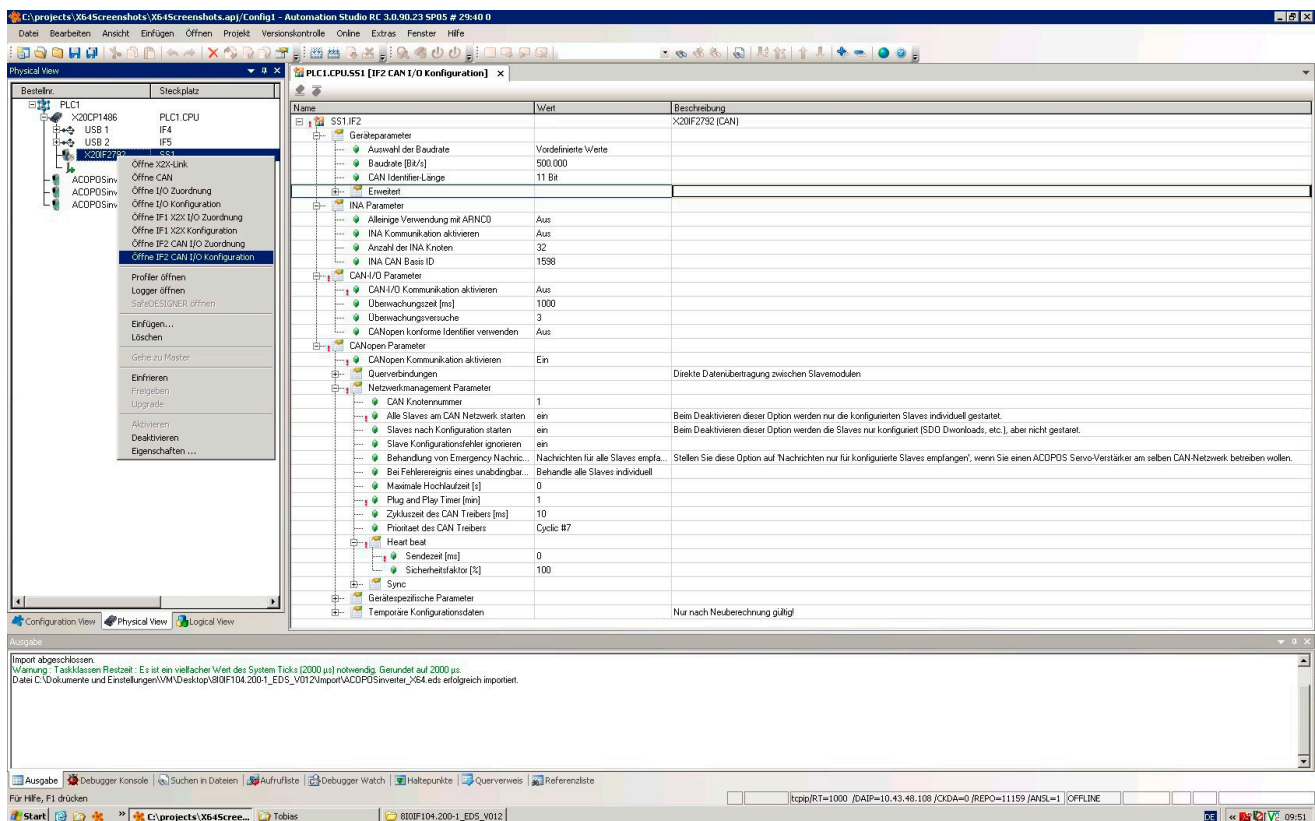 C:\projects\X64Screenshots\X64Screenshots.apj/Config1 - Automation Studio RC 3.0.90.23 SP05 # 29:40 0
Datei Bearbeiten Ansicht Einfügen Öffnen Projekt Versionskontrolle Online Extras Fenster Hilfe
Physical View
Bestellnr. Steckplatz
PLC1
X20CP1486 PLC1.CPU
USB 1 IF4
USB 2 IF5
X20IF2792 SS1
ACOPOSinv
ACOPOSinv
ACOPOSinv
Öffne X2X-Link
Öffne CAN
Öffne I/O Zuordnung
Öffne I/O Konfiguration
Öffne IF1 X2X I/O Zuordnung
Öffne IF1 X2X Konfiguration
Öffne IF2 CAN I/O Zuordnung
Öffne IF2 CAN I/O Konfiguration
Profiler öffnen
Logger öffnen
SafeDESIGNER öffnen
Einfügen...
Löschen
Gehe zu Master
Einfrieren
Freigeben
Upgrade
Aktivieren
Deaktivieren
Eigenschaften ...
Configuration View Physical View Logical View
PLC1.CPU.SS1 [IF2 CAN I/O Konfiguration]
Name Wert Beschreibung
SS1.IF2 X20IF2792 (CAN)
Geräteparameter
Auswahl der Baudrate Vordefinierte Werte
Baudrate [Bit/s] 500.000
CAN Identifier-Länge 11 Bit
Erweitert
INA Parameter
Alleinige Verwendung mit ARNC0 Aus
INA Kommunikation aktivieren Aus
Anzahl der INA Knoten 32
INA CAN Basis ID 1598
CAN-I/O Parameter
CAN-I/O Kommunikation aktivieren Aus
Überwachungszeit [ms] 1000
Überwachungsversuche 3
CANopen konforme Identifier verwenden Aus
CANopen Parameter
CANopen Kommunikation aktivieren Ein
Querverbindungen Direkte Datenübertragung zwischen Slavemodulen
Netzwerkmanagement Parameter
CAN Knotennummer 1
Alle Slaves am CAN Netzwerk starten ein Beim Deaktivieren dieser Option werden nur die konfigurierten Slaves individuell gestartet.
Slaves nach Konfiguration starten ein Beim Deaktivieren dieser Option werden die Slaves nur konfiguriert (SDO Dwonloads, etc.), aber nicht gestaret.
Slave Konfigurationsfehler ignorieren ein
Behandlung von Emergency Nachric... Nachrichten für alle Slaves empfa... Stellen Sie diese Option auf 'Nachrichten nur für konfigurierte Slaves empfangen', wenn Sie einen ACOPOS Servo-Verstärker am selben CAN-Netzwerk betreiben wollen.
Bei Fehlerereignis eines unabdingbar... Behandle alle Slaves individuell
Maximale Hochlaufzeit [s] 0
Plug and Play Timer [min] 1
Zykluszeit des CAN Treibers [ms] 10
Prioritaet des CAN Treibers Cyclic #7
Heart beat
Sendezeit [ms] 0
Sicherheitsfaktor [%] 100
Sync
Gerätespezifische Parameter
Temporäre Konfigurationsdaten Nur nach Neuberechnung gültig!
Ausgabe
Import abgeschlossen.
Warnung : Taskklassen Restzeit : Es ist ein vielfacher Wert des System Ticks (2000 µs) notwendig. Gerundet auf 2000 µs.
Datei C:\Dokumente und Einstellungen\VM\Desktop\8I0IF104.200-1_EDS_V012\Import\ACOPOSinverter_X64.eds erfolgreich importiert.
Ausgabe Debugger Konsole Suchen in Dateien Aufrufliste Debugger Watch Haltepunkte Querverweis Referenzliste
Für Hilfe, F1 drücken tcpip/RT=1000 /DAIP=10.43.48.108 /CKDA=0 /REPO=11159 /ANSL=1 OFFLINE
Start C:\projects\X64Scree... Tobias 8I0IF104.200-1_EDS_V012 DE 09:51